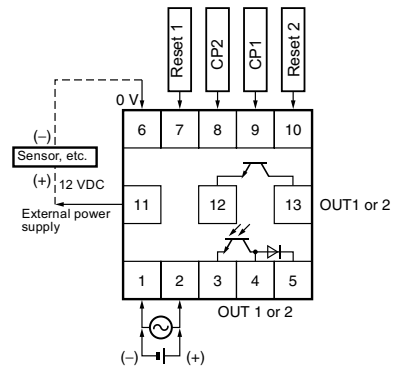 Reset 1
CP2
CP1
Reset 2
0 V
6 7 8 9 10
(−)
Sensor, etc.
(+) 12 VDC
External power
supply
11 12 13
OUT1 or 2
1 2 3 4 5
OUT 1 or 2
(−) (+)